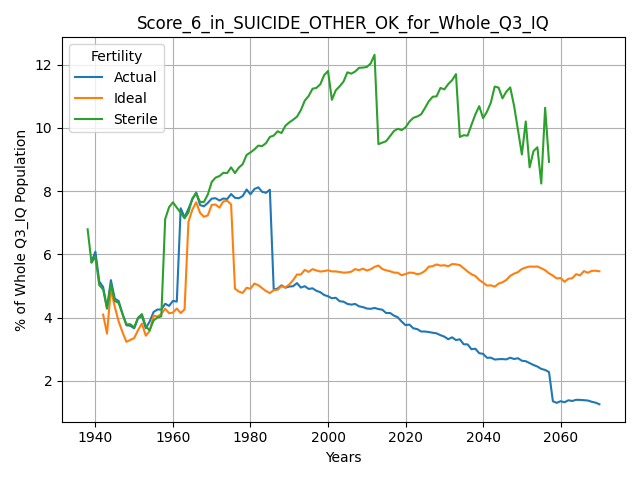 Score_6_in_SUICIDE_OTHER_OK_for_Whole_Q3_IQ
Fertility
Actual
Ideal
Sterile
% of Whole Q3_IQ Population
12
10
8
6
4
2
1940
1960
1980
2000
2020
2040
2060
Years